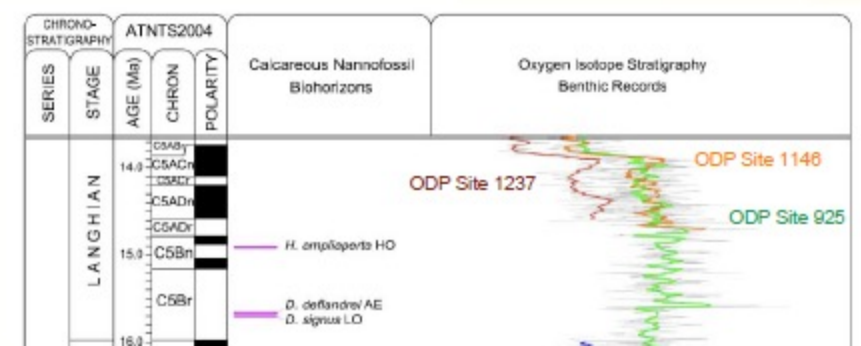 CHRONO-
STRATIGRAPHY
ATNTS2004
SERIES
STAGE
AGE (Ma)
CHRON
POLARITY
Calcareous Nannofossil
Biohorizons
Oxygen Isotope Stratigraphy
Benthic Records
14.0
C5ACn
C5ACr
C5ADn
C5ADr
15.0
C5Bn
C5Br
16.0
LANGHIAN
H. ampliaperta HO
D. deflandrei AE
D. signus LO
ODP Site 1237
ODP Site 1146
ODP Site 925